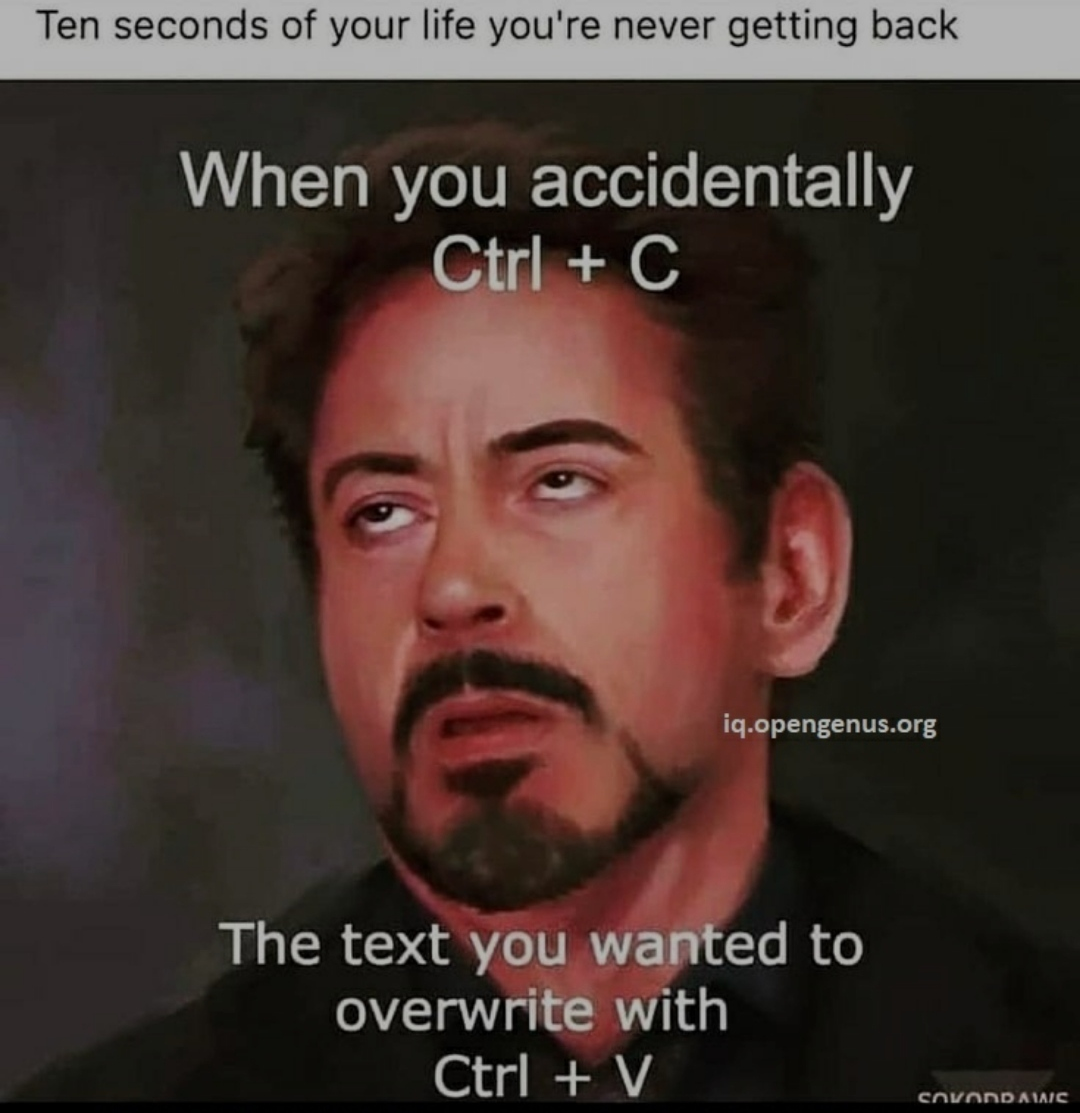 Ten seconds of your life you're never getting back
When you accidentally
Ctrl + C
iq.opengenus.org
The text you wanted to
overwrite with
Ctrl + V
SOKODRAWS